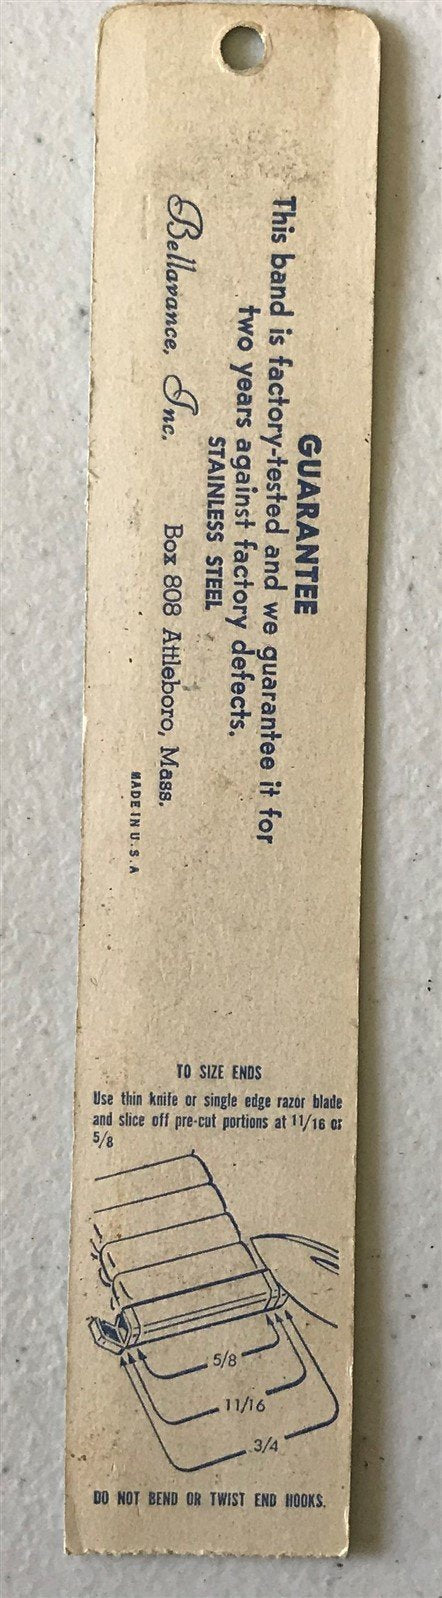 GUARANTEE
This band is factory-tested and we guarantee it for
two years against factory defects.
STAINLESS STEEL
Bellavance, Inc. Box 808 Attleboro, Mass.
MADE IN U.S.A
TO SIZE ENDS
Use thin knife or single edge razor blade
and slice off pre-cut portions at 11/16 or
5/8
5/8
11/16
3/4
DO NOT BEND OR TWIST END HOOKS.